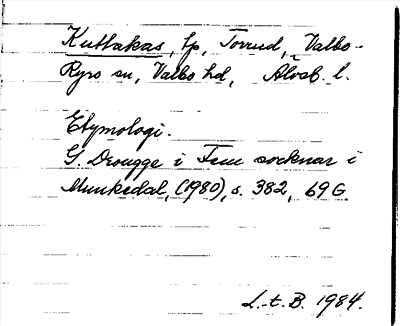 Kuttakas, lp, Torrud, Valbo-
Ryrs sn, Valbo hd, Älvsb. l.
Etymologi.
G. Drougge i Fem socknar i
Munkedal, (1980), s. 382, 69 G.
L.t.B. 1984.